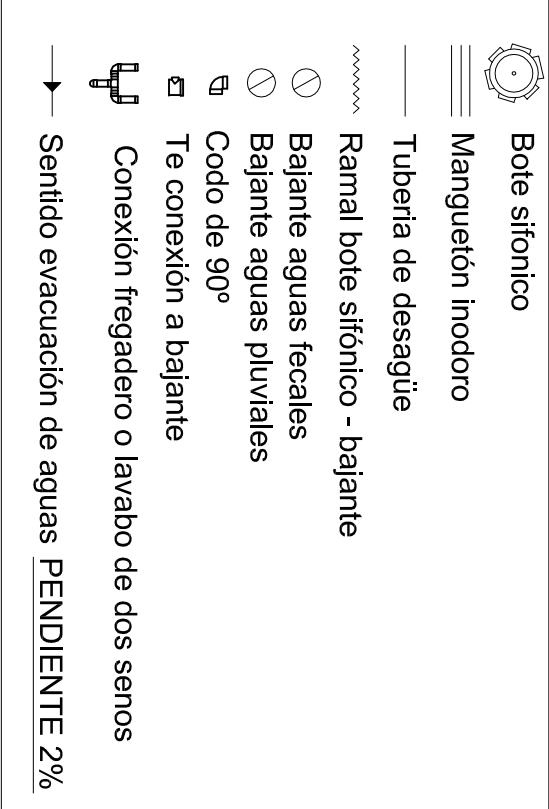 Bote sifonico
Manguetón inodoro
Tuberia de desagüe
Ramal bote sifónico - bajante
Bajante aguas fecales
Bajante aguas pluviales
Codo de 90º
Te conexión a bajante
Conexión fregadero o lavabo de dos senos
Sentido evacuación de aguas PENDIENTE 2%